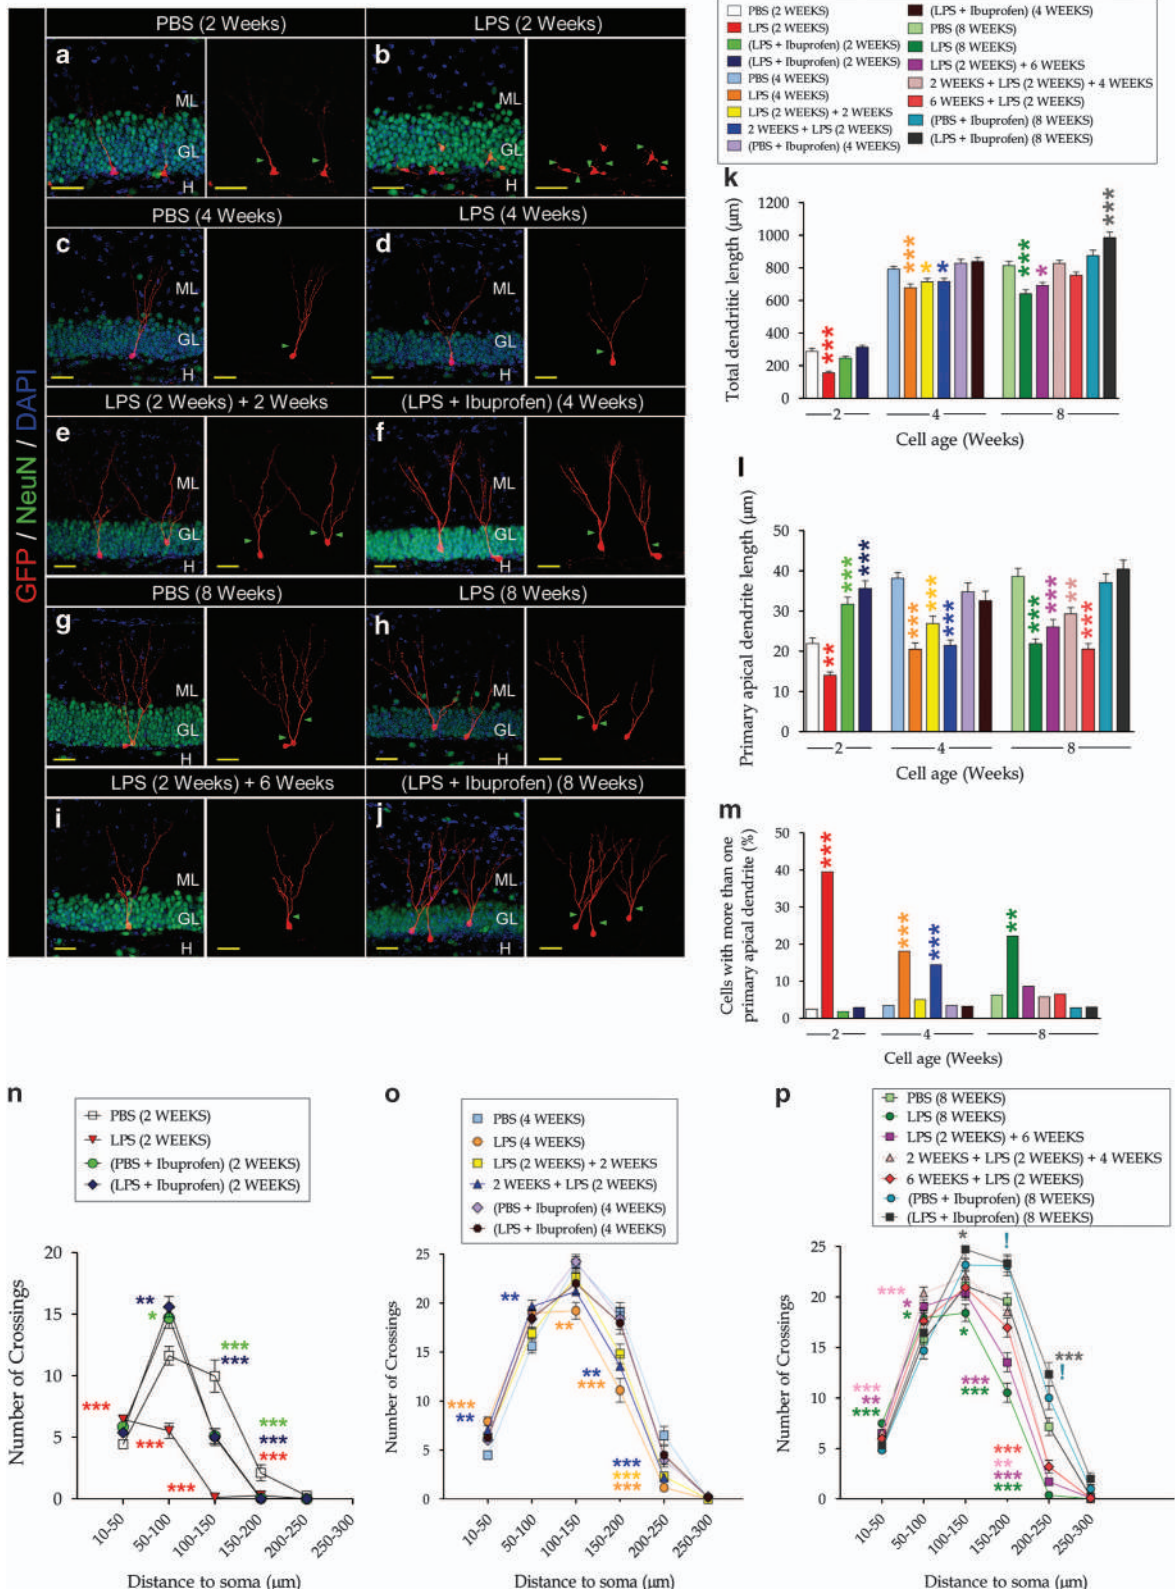 GFP / NeuN / DAPI
PBS (2 Weeks)
LPS (2 Weeks)
a
ML
GL
H
b
ML
GL
H
PBS (4 Weeks)
LPS (4 Weeks)
c
ML
GL
H
d
ML
GL
H
LPS (2 Weeks) + 2 Weeks
(LPS + Ibuprofen) (4 Weeks)
e
ML
GL
H
f
ML
GL
H
PBS (8 Weeks)
LPS (8 Weeks)
g
ML
GL
H
h
ML
GL
H
LPS (2 Weeks) + 6 Weeks
(LPS + Ibuprofen) (8 Weeks)
i
ML
GL
H
j
ML
GL
H
PBS (2 WEEKS)
LPS (2 WEEKS)
(LPS + Ibuprofen) (2 WEEKS)
(LPS + Ibuprofen) (2 WEEKS)
PBS (4 WEEKS)
LPS (4 WEEKS)
LPS (2 WEEKS) + 2 WEEKS
2 WEEKS + LPS (2 WEEKS)
(PBS + Ibuprofen) (4 WEEKS)
(LPS + Ibuprofen) (4 WEEKS)
PBS (8 WEEKS)
LPS (8 WEEKS)
LPS (2 WEEKS) + 6 WEEKS
2 WEEKS + LPS (2 WEEKS) + 4 WEEKS
6 WEEKS + LPS (2 WEEKS)
(PBS + Ibuprofen) (8 WEEKS)
(LPS + Ibuprofen) (8 WEEKS)
k
Total dendritic length (µm)
1200
1000
800
600
400
200
0
***
***
*
*
***
*
***
2
4
8
Cell age (Weeks)
l
Primary apical dendrite length (µm)
50
40
30
20
10
0
**
***
***
***
***
***
***
***
**
***
2
4
8
Cell age (Weeks)
m
Cells with more than one
primary apical dendrite (%)
50
40
30
20
10
0
***
***
***
**
2
4
8
Cell age (Weeks)
n
PBS (2 WEEKS)
LPS (2 WEEKS)
(PBS + Ibuprofen) (2 WEEKS)
(LPS + Ibuprofen) (2 WEEKS)
Number of Crossings
20
15
10
5
0
***
**
*
***
***
***
***
***
***
***
10-50
50-100
100-150
150-200
200-250
250-300
Distance to soma (µm)
o
PBS (4 WEEKS)
LPS (4 WEEKS)
LPS (2 WEEKS) + 2 WEEKS
2 WEEKS + LPS (2 WEEKS)
(PBS + Ibuprofen) (4 WEEKS)
(LPS + Ibuprofen) (4 WEEKS)
Number of Crossings
25
20
15
10
5
0
***
**
**
**
**
***
***
***
***
10-50
50-100
100-150
150-200
200-250
250-300
Distance to soma (µm)
p
PBS (8 WEEKS)
LPS (8 WEEKS)
LPS (2 WEEKS) + 6 WEEKS
2 WEEKS + LPS (2 WEEKS) + 4 WEEKS
6 WEEKS + LPS (2 WEEKS)
(PBS + Ibuprofen) (8 WEEKS)
(LPS + Ibuprofen) (8 WEEKS)
Number of Crossings
25
20
15
10
5
0
***
**
***
***
*
*
*
*
!
***
***
***
!
***
**
***
***
10-50
50-100
100-150
150-200
200-250
250-300
Distance to soma (µm)